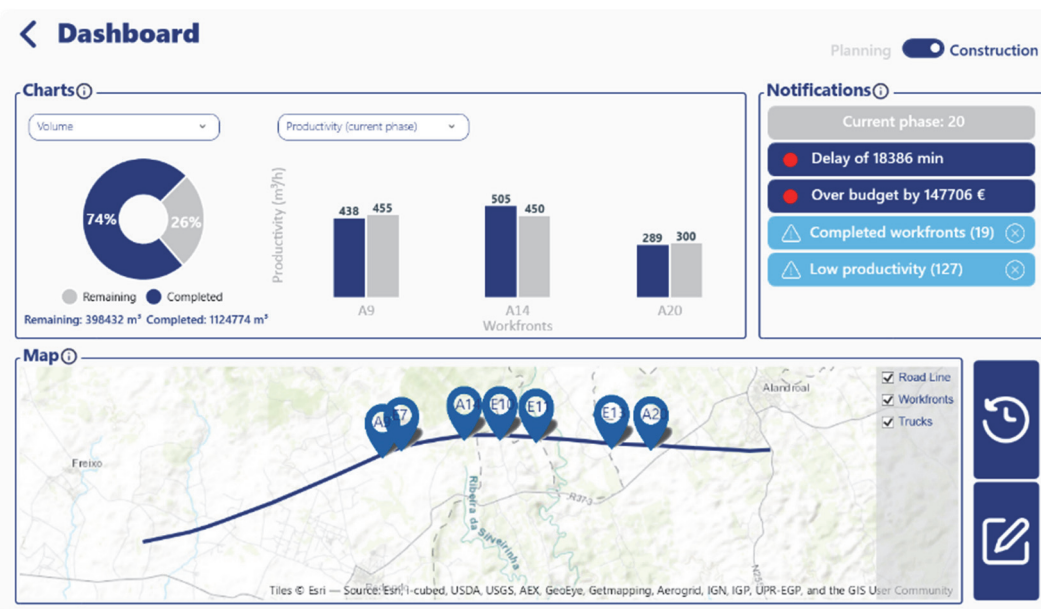 Dashboard
Planning Construction
Charts
Volume
Productivity (current phase)
74%
26%
Remaining Completed
Remaining: 398432 m³ Completed: 1124774 m³
Productivity (m³/h)
438 455
505 450
289 300
A9 A14 A20
Workfronts
Notifications
Current phase: 20
Delay of 18386 min
Over budget by 147706 €
Completed workfronts (19)
Low productivity (127)
Map
Road Line
Workfronts
Trucks
Alandroal
Freixo
E7 E10
Ribeira da Silveirinha
R373
Tiles © Esri — Source: Esri, i-cubed, USDA, USGS, AEX, GeoEye, Getmapping, Aerogrid, IGN, IGP, UPR-EGP, and the GIS User Community